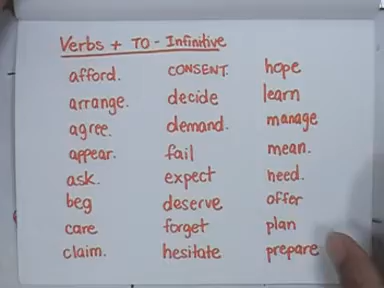 Verbs + TO - Infinitive
afford. CONSENT. hope
arrange. decide learn
agree. demand. manage
appear. fail mean.
ask. expect need.
beg deserve offer
care forget plan
claim. hesitate prepare